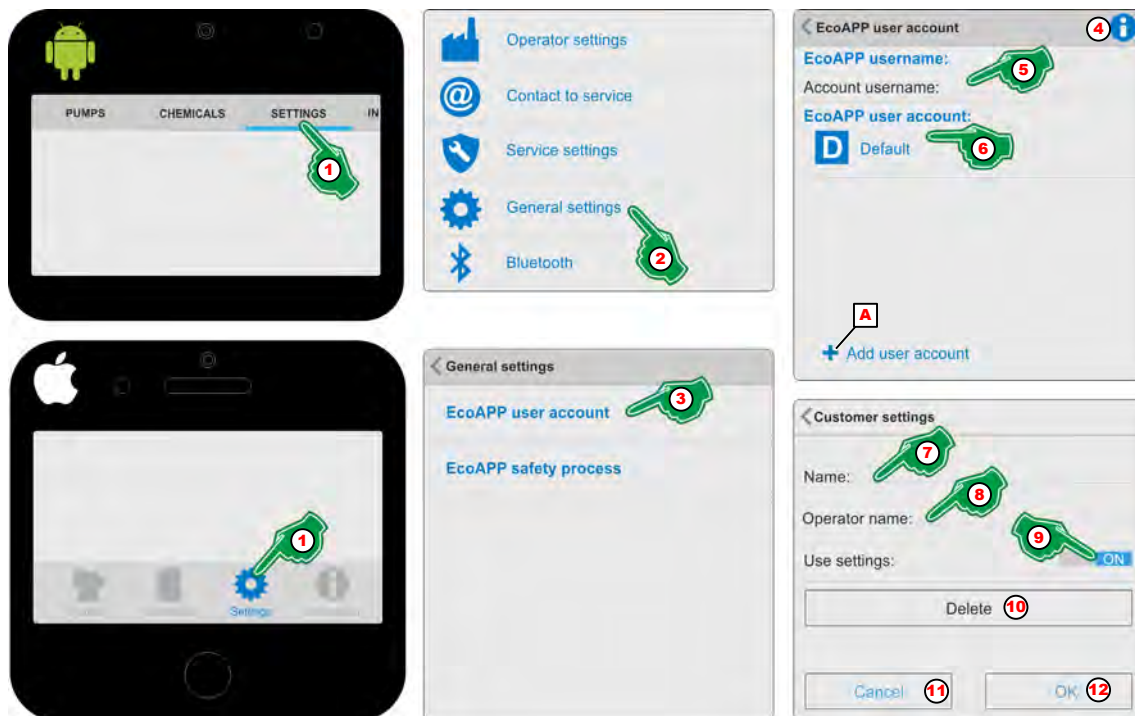 PUMPS CHEMICALS SETTINGS IN
1
Operator settings
Contact to service
Service settings
General settings
2
Bluetooth
EcoAPP user account
4
EcoAPP username:
5
Account username:
EcoAPP user account:
D Default
6
A
Add user account
Settings
1
General settings
EcoAPP user account
3
EcoAPP safety process
Customer settings
7
Name:
8
Operator name:
9
Use settings:
ON
Delete 10
Cancel 11
OK 12